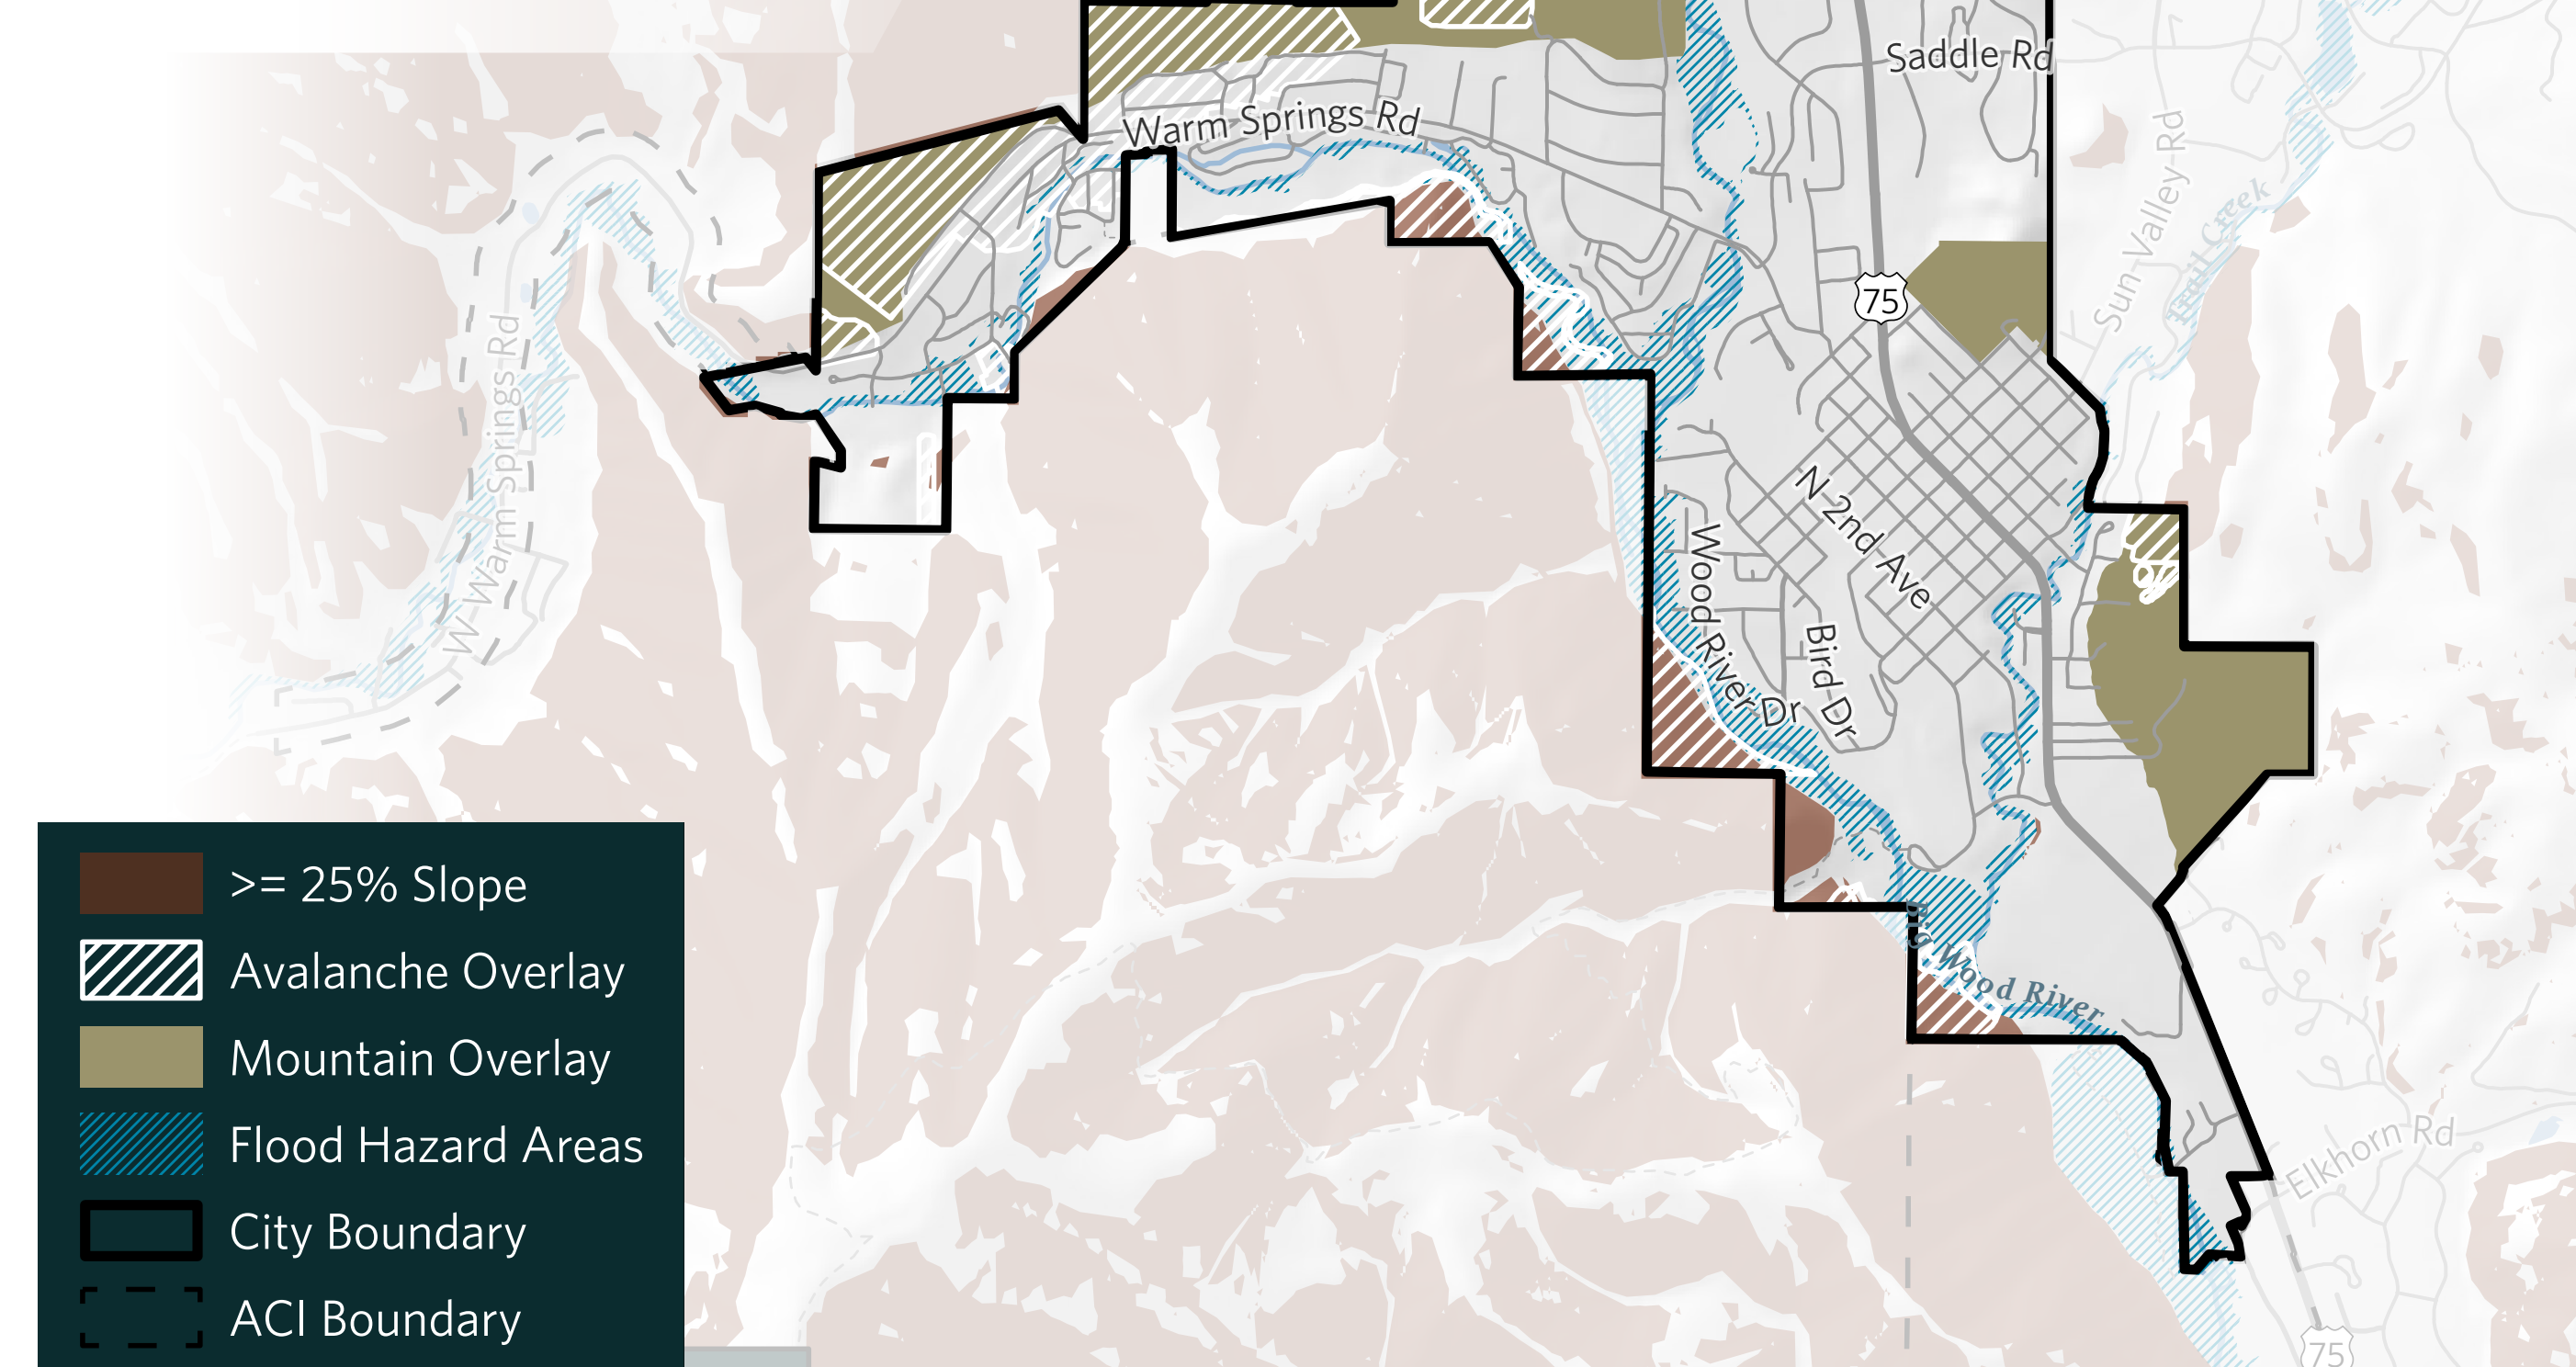 Saddle Rd
Warm Springs Rd
Sun Valley Rd
Trail Creek
75
W Warm Springs Rd
N 2nd Ave
Wood River Dr
Bird Dr
Big Wood River
Elkhorn Rd
75
>= 25% Slope
Avalanche Overlay
Mountain Overlay
Flood Hazard Areas
City Boundary
ACI Boundary